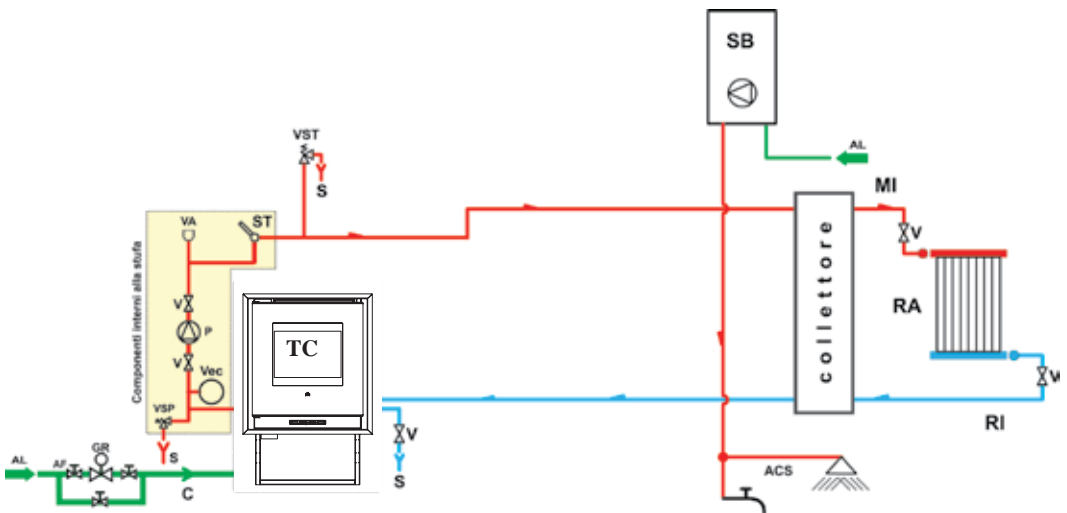 SB
AL
VST
S
MI
VA
ST
V
V
P
RA
TC
Componenti interni alla stufa
collettore
V
Vec
V
VSP
RI
V
GR
S
AL
AF
ACS
S
C